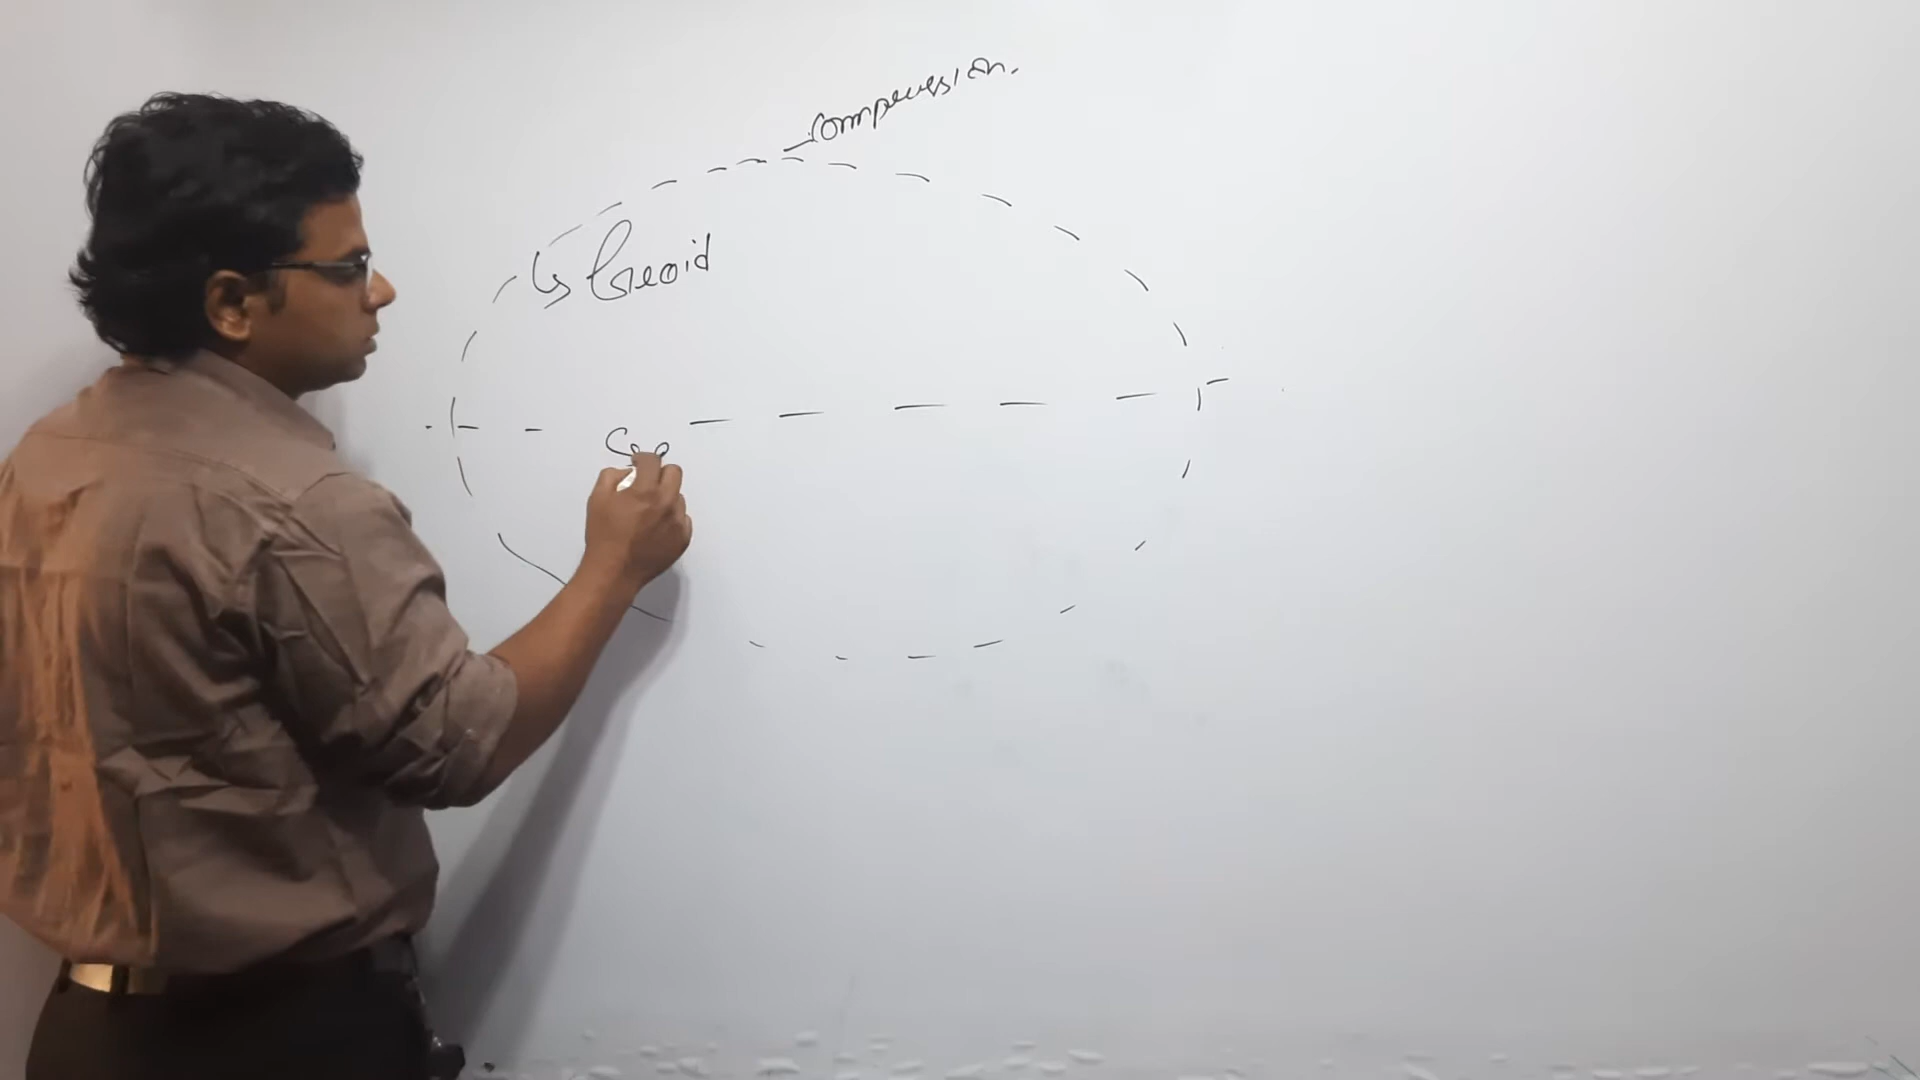 Compression.
↳ Geoid